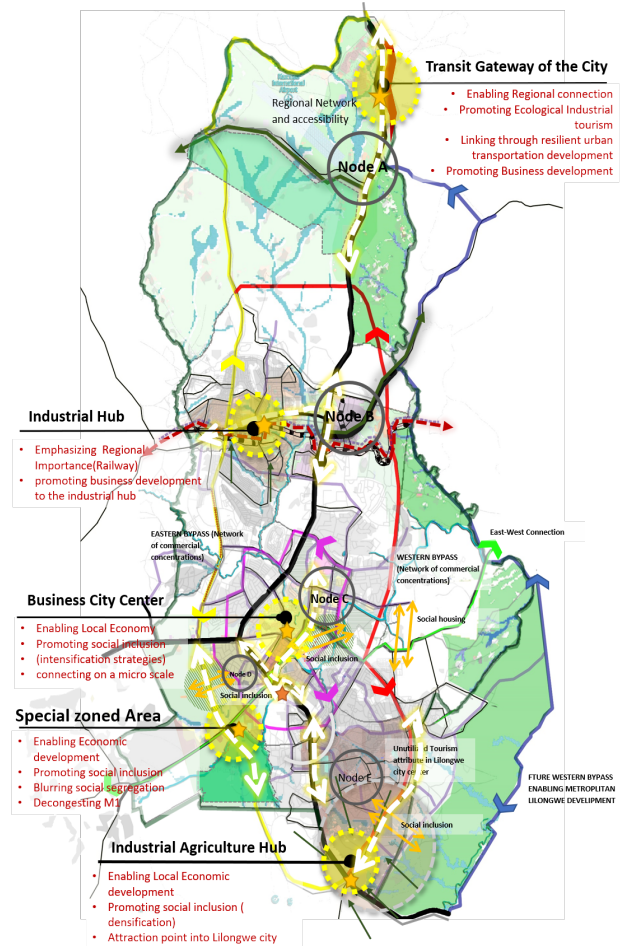 Transit Gateway of the City
• Enabling Regional connection
• Promoting Ecological Industrial
tourism
• Linking through resilient urban
transportation development
• Promoting Business development
International
Airport
Regional Network
and accessibility
Node A
Industrial Hub
• Emphasizing Regional
Importance(Railway)
• promoting business development
to the industrial hub
Node B
EASTERN BYPASS (Network
of commercial
concentrations)
WESTERN BYPASS
(Network of commercial
concentrations)
East-West Connection
Business City Center
• Enabling Local Economy
• Promoting social inclusion
• (intensification strategies)
• connecting on a micro scale
Node C
Social housing
Social inclusion
Node D
Social inclusion
Special zoned Area
• Enabling Economic
development
• Promoting social inclusion
• Blurring social segregation
• Decongesting M1
Unutilized Tourism
attribute in Lilongwe
city center
Node E
FTURE WESTERN BYPASS
ENABLING METROPLITAN
LILONGWE DEVELIPMENT
Social inclusion
Industrial Agriculture Hub
• Enabling Local Economic
development
• Promoting social inclusion (
densification)
• Attraction point into Lilongwe city